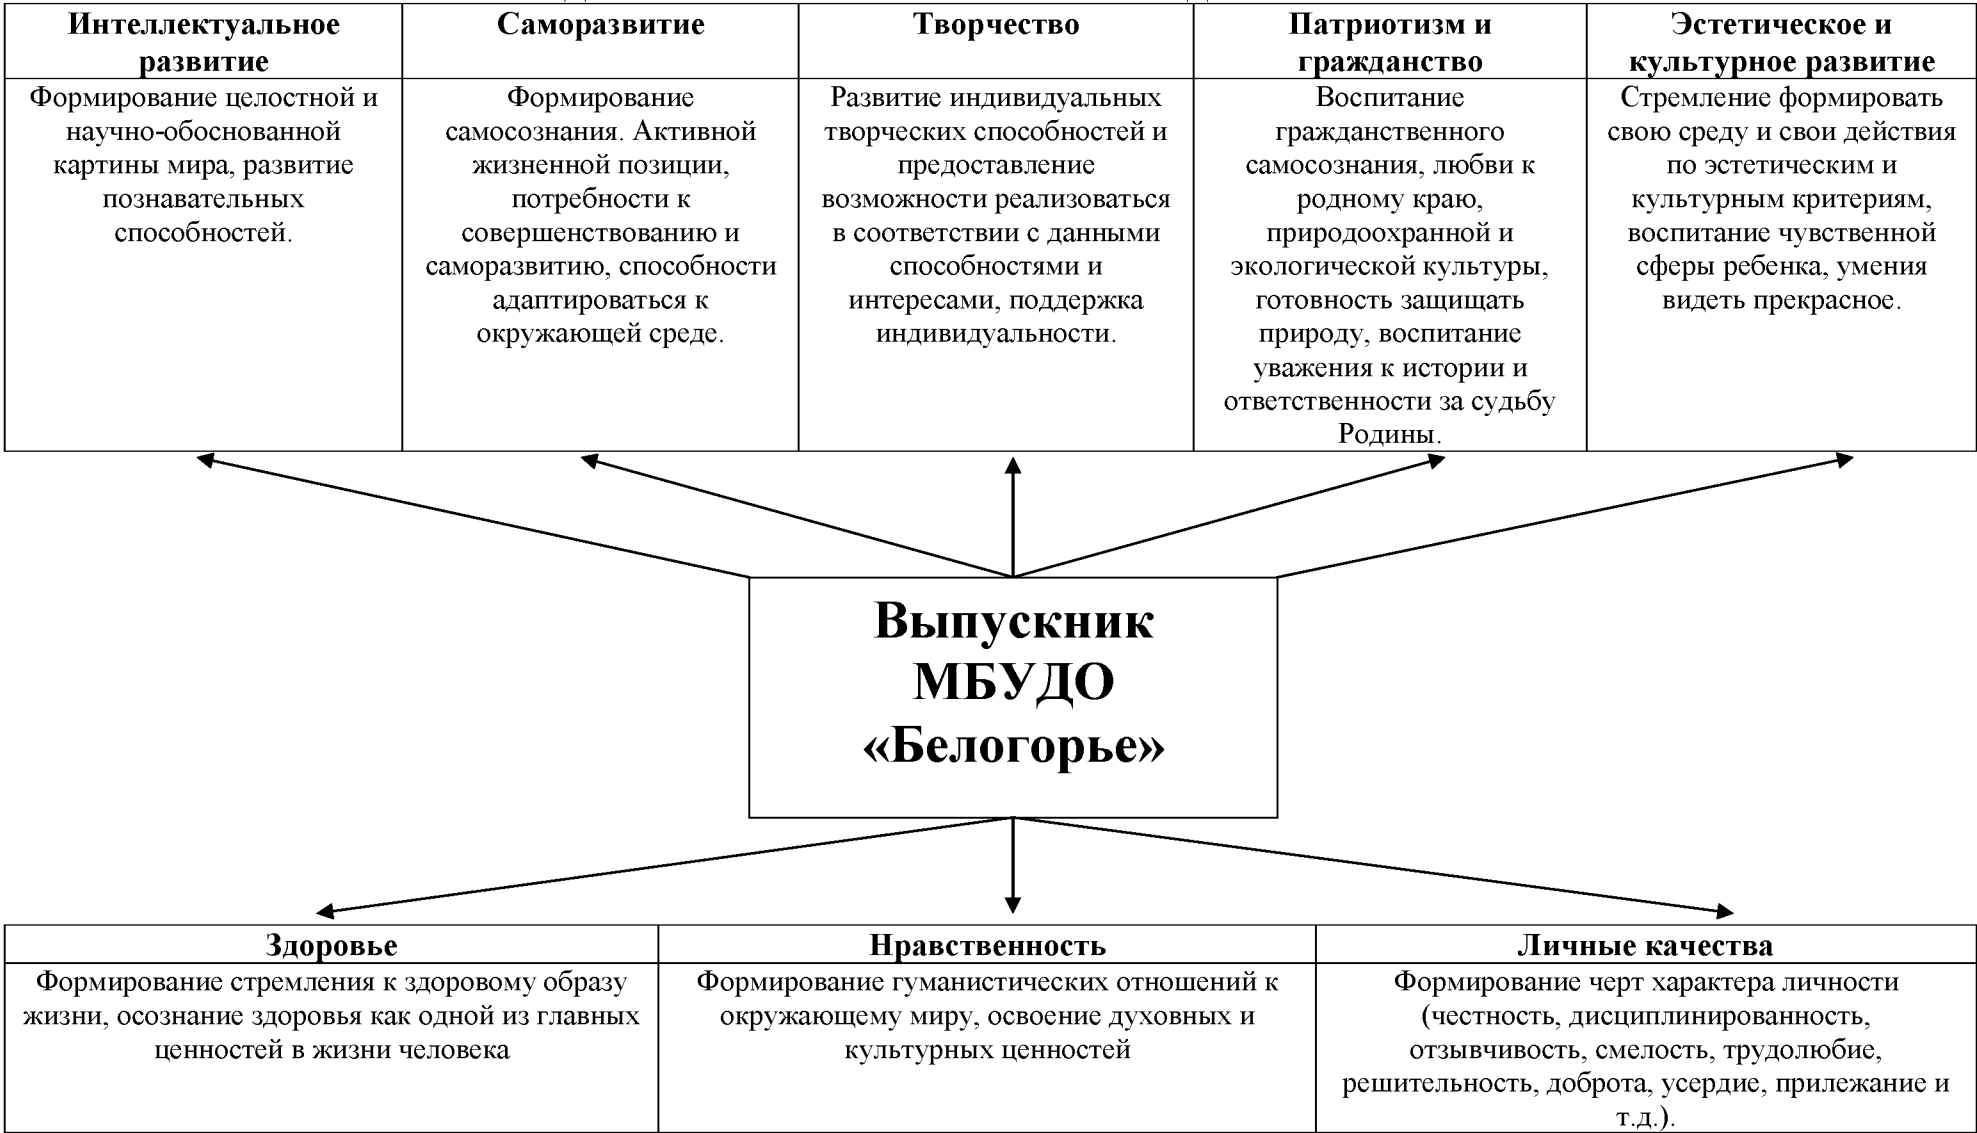 Интеллектуальное
развитие
Формирование целостной и
научно-обоснованной
картины мира, развитие
познавательных
способностей.
Саморазвитие
Формирование
самосознания. Активной
жизненной позиции,
потребности к
совершенствованию и
саморазвитию, способности
адаптироваться к
окружающей среде.
Творчество
Развитие индивидуальных
творческих способностей и
предоставление
возможности реализоваться
в соответствии с данными
способностями и
интересами, поддержка
индивидуальности.
Патриотизм и
гражданство
Воспитание
гражданственного
самосознания, любви к
родному краю,
природоохранной и
экологической культуры,
готовность защищать
природу, воспитание
уважения к истории и
ответственности за судьбу
Родины.
Эстетическое и
культурное развитие
Стремление формировать
свою среду и свои действия
по эстетическим и
культурным критериям,
воспитание чувственной
сферы ребенка, умения
видеть прекрасное.
Выпускник
МБУДО
«Белогорье»
Здоровье
Формирование стремления к здоровому образу
жизни, осознание здоровья как одной из главных
ценностей в жизни человека
Нравственность
Формирование гуманистических отношений к
окружающему миру, освоение духовных и
культурных ценностей
Личные качества
Формирование черт характера личности
(честность, дисциплинированность,
отзывчивость, смелость, трудолюбие,
решительность, доброта, усердие, прилежание и
т.д.).